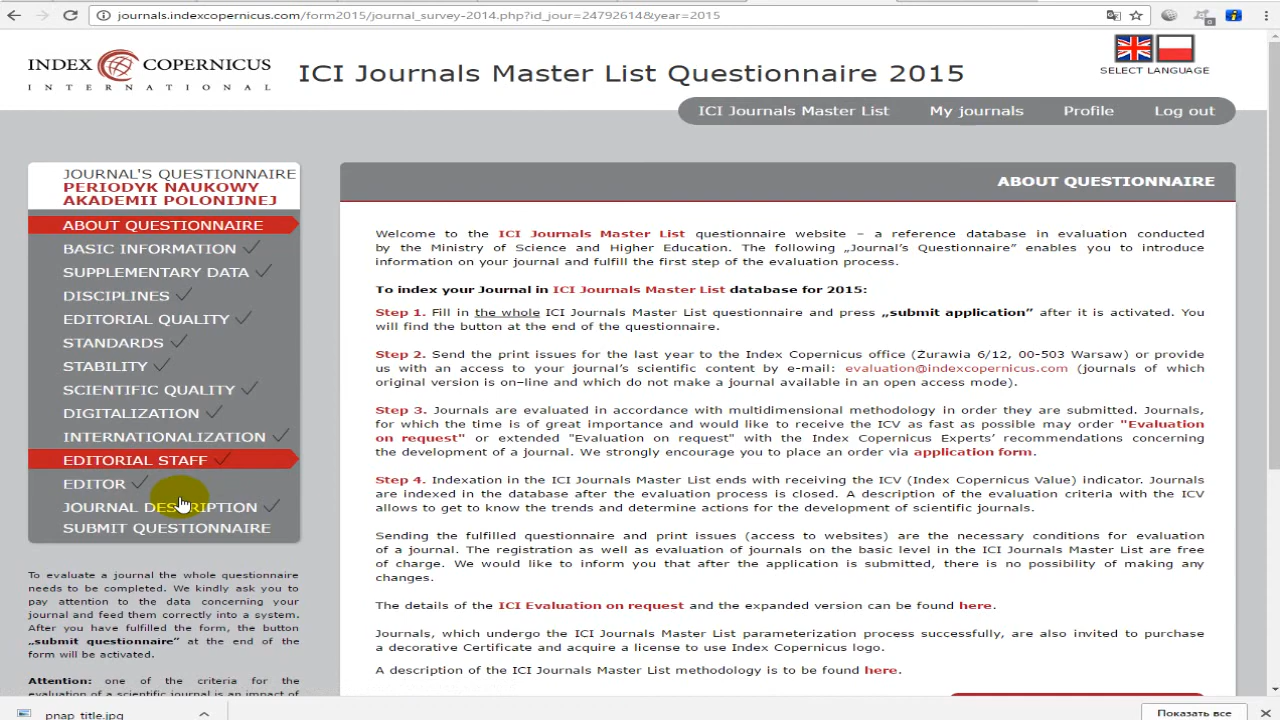 journals.indexcopernicus.com/form2015/journal_survey-2014.php?id_jour=24792614&year=2015
INDEX COPERNICUS
INTERNATIONAL
ICI Journals Master List Questionnaire 2015
SELECT LANGUAGE
ICI Journals Master List My journals Profile Log out
JOURNAL'S QUESTIONNAIRE
PERIODYK NAUKOWY
AKADEMII POLONIJNEJ
ABOUT QUESTIONNAIRE
BASIC INFORMATION
SUPPLEMENTARY DATA
DISCIPLINES
EDITORIAL QUALITY
STANDARDS
STABILITY
SCIENTIFIC QUALITY
DIGITALIZATION
INTERNATIONALIZATION
EDITORIAL STAFF
EDITOR
JOURNAL DESCRIPTION
SUBMIT QUESTIONNAIRE
To evaluate a journal the whole questionnaire
needs to be completed. We kindly ask you to
pay attention to the data concerning your
journal and feed them correctly into a system.
After you have fulfilled the form, the button
„submit questionnaire” at the end of the
form will be activated.
Attention: one of the criteria for the
evaluation of a scientific journal is an impact of
ABOUT QUESTIONNAIRE
Welcome to the ICI Journals Master List questionnaire website – a reference database in evaluation conducted
by the Ministry of Science and Higher Education. The following „Journal's Questionnaire” enables you to introduce
information on your journal and fulfill the first step of the evaluation process.
To index your Journal in ICI Journals Master List database for 2015:
Step 1. Fill in the whole ICI Journals Master List questionnaire and press „submit application” after it is activated. You
will find the button at the end of the questionnaire.
Step 2. Send the print issues for the last year to the Index Copernicus office (Żurawia 6/12, 00-503 Warsaw) or provide
us with an access to your journal's scientific content by e-mail: evaluation@indexcopernicus.com (journals of which
original version is on–line and which do not make a journal available in an open access mode).
Step 3. Journals are evaluated in accordance with multidimensional methodology in order they are submitted. Journals,
for which the time is of great importance and would like to receive the ICV as fast as possible may order "Evaluation
on request" or extended "Evaluation on request" with the Index Copernicus Experts' recommendations concerning
the development of a journal. We strongly encourage you to place an order via application form.
Step 4. Indexation in the ICI Journals Master List ends with receiving the ICV (Index Copernicus Value) indicator. Journals
are indexed in the database after the evaluation process is closed. A description of the evaluation criteria with the ICV
allows to get to know the trends and determine actions for the development of scientific journals.
Sending the fulfilled questionnaire and print issues (access to websites) are the necessary conditions for evaluation
of a journal. The registration as well as evaluation of journals on the basic level in the ICI Journals Master List are free
of charge. We would like to inform you that after the application is submitted, there is no possibility of making any
changes.
The details of the ICI Evaluation on request and the expanded version can be found here.
Journals, which undergo the ICI Journals Master List parameterization process successfully, are also invited to purchase
a decorative Certificate and acquire a license to use Index Copernicus logo.
A description of the ICI Journals Master List methodology is to be found here.
pnap_title.jpg
Показать все